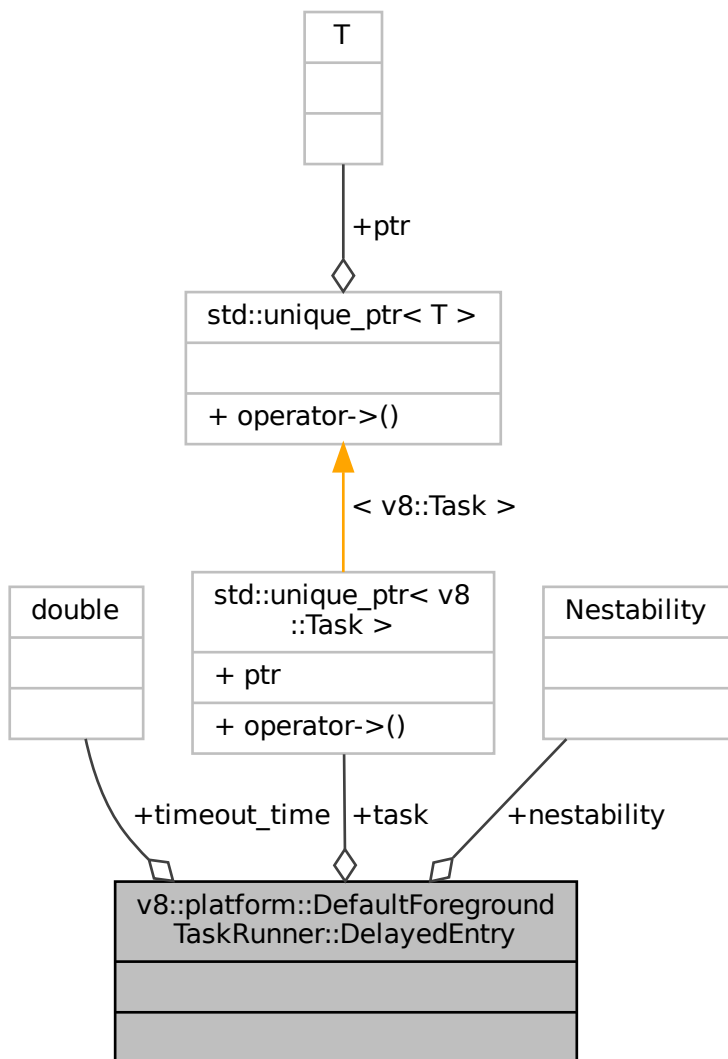 T
+ptr
std::unique_ptr< T >
+ operator->()
< v8::Task >
double
std::unique_ptr< v8
::Task >
+ ptr
+ operator->()
Nestability
+timeout_time
+task
+nestability
v8::platform::DefaultForeground
TaskRunner::DelayedEntry